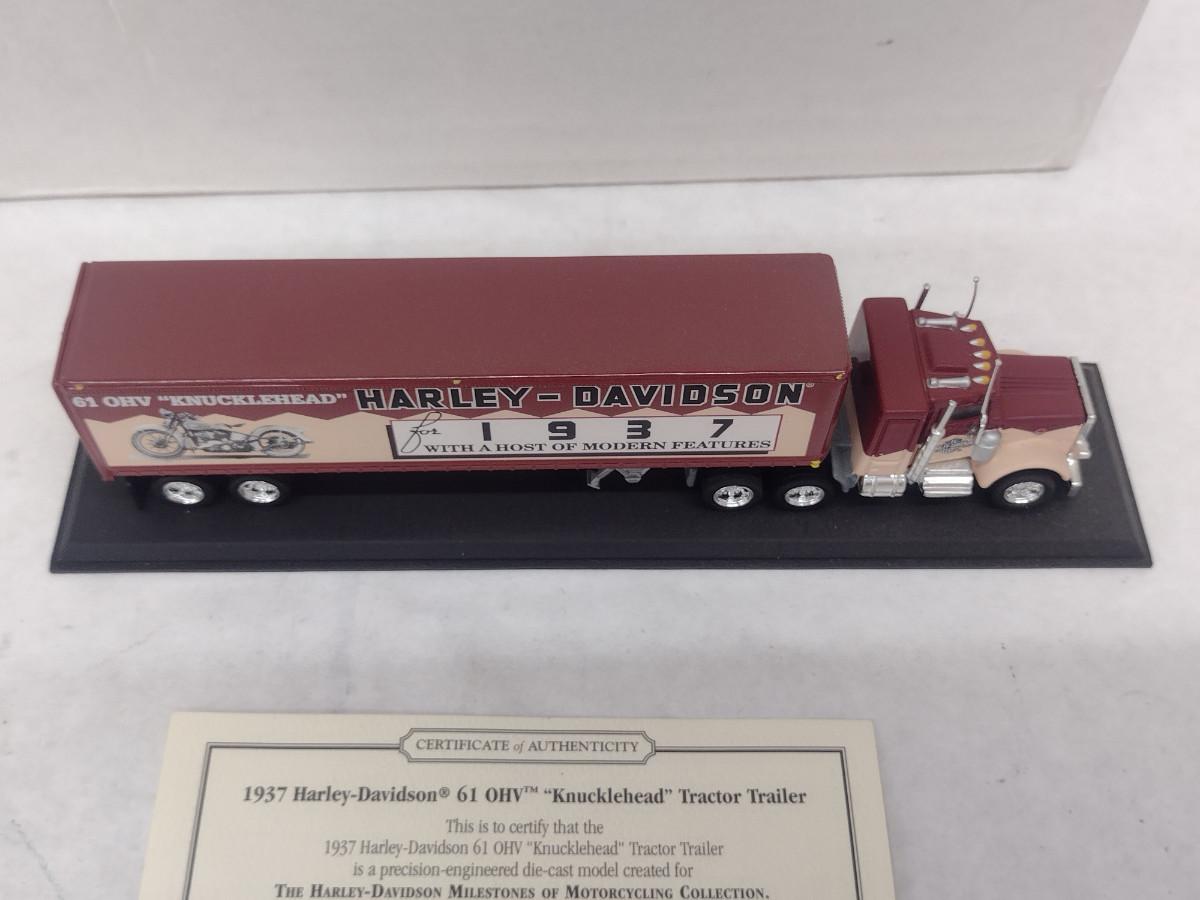 61 OHV "KNUCKLEHEAD" HARLEY-DAVIDSON®
for 1937
WITH A HOST OF MODERN FEATURES
CERTIFICATE of AUTHENTICITY
1937 Harley-Davidson® 61 OHV™ "Knucklehead" Tractor Trailer
This is to certify that the
1937 Harley-Davidson 61 OHV "Knucklehead" Tractor Trailer
is a precision-engineered die-cast model created for
THE HARLEY-DAVIDSON MILESTONES OF MOTORCYCLING COLLECTION.